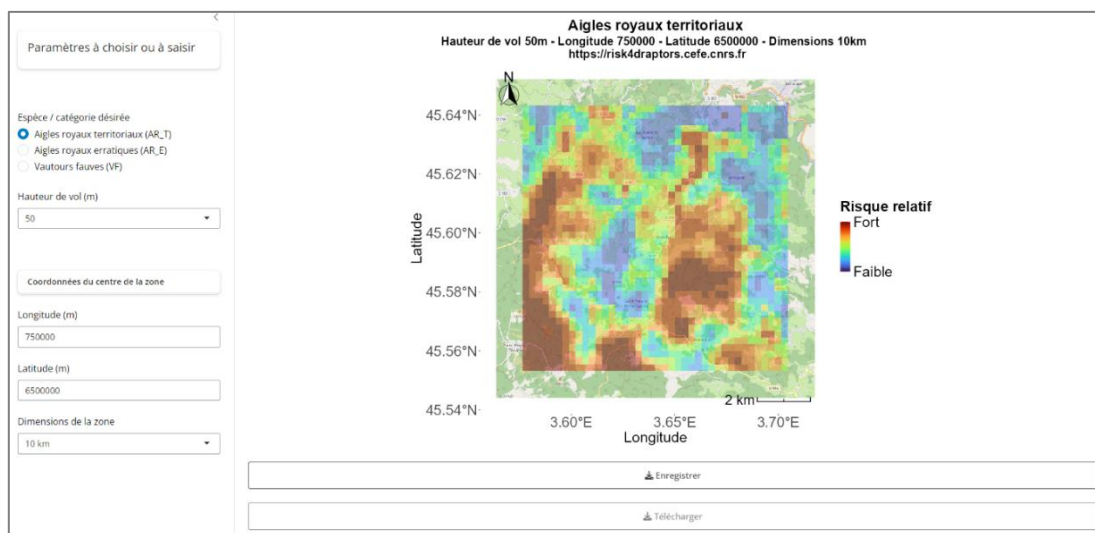 Paramètres à choisir ou à saisir
Espèce / catégorie désirée
Aigles royaux territoriaux (AR_T)
Aigles royaux erratiques (AR_E)
Vautours fauves (VF)
Hauteur de vol (m)
50
Coordonnées du centre de la zone
Longitude (m)
750000
Latitude (m)
6500000
Dimensions de la zone
10 km
Aigles royaux territoriaux
Hauteur de vol 50m - Longitude 750000 - Latitude 6500000 - Dimensions 10km
https://risk4draptors.cefe.cnrs.fr
N
45.64°N
45.62°N
45.60°N
45.58°N
45.56°N
45.54°N
Latitude
3.60°E
3.65°E
3.70°E
Longitude
2 km
Risque relatif
Fort
Faible
Enregistrer
Télécharger